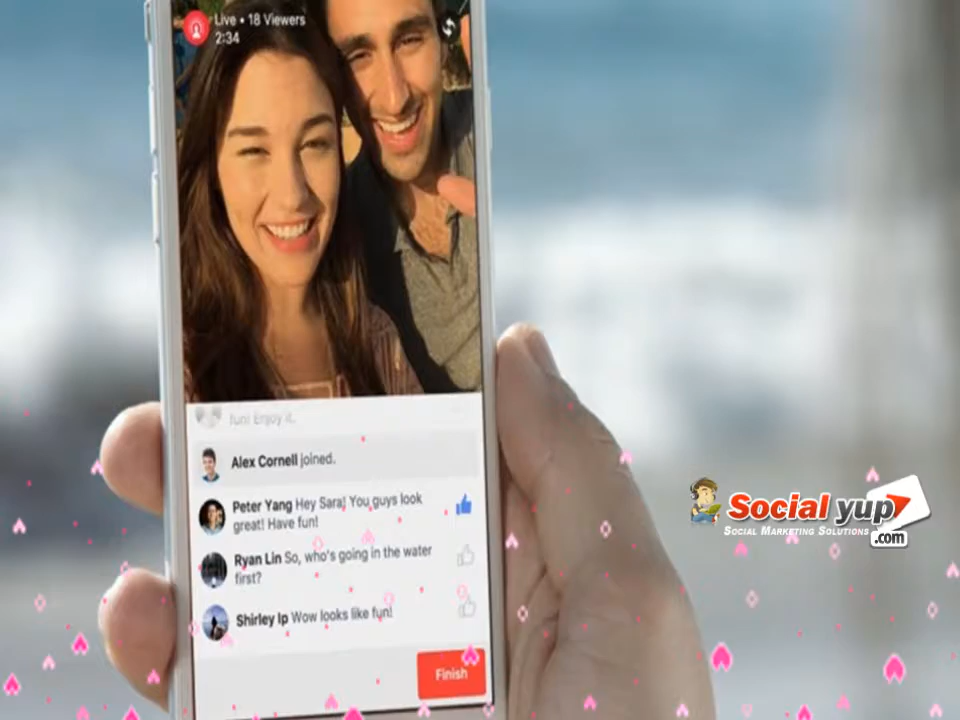 Live • 18 Viewers
2:34
fun! Enjoy it.
Alex Cornell joined.
Peter Yang Hey Sara! You guys look
great! Have fun!
Ryan Lin So, who's going in the water
first?
Shirley Ip Wow looks like fun!
Finish
Social yup
SOCIAL MARKETING SOLUTIONS
.com